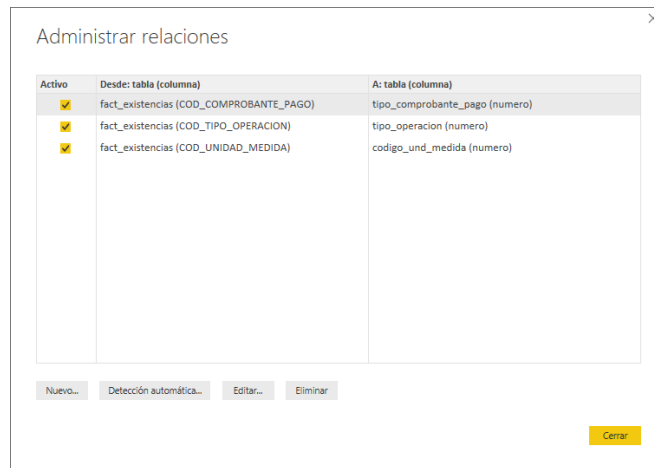 Administrar relaciones
Activo Desde: tabla (columna) A: tabla (columna)
fact_existencias (COD_COMPROBANTE_PAGO) tipo_comprobante_pago (numero)
fact_existencias (COD_TIPO_OPERACION) tipo_operacion (numero)
fact_existencias (COD_UNIDAD_MEDIDA) codigo_und_medida (numero)
Nuevo... Detección automática... Editar... Eliminar
Cerrar